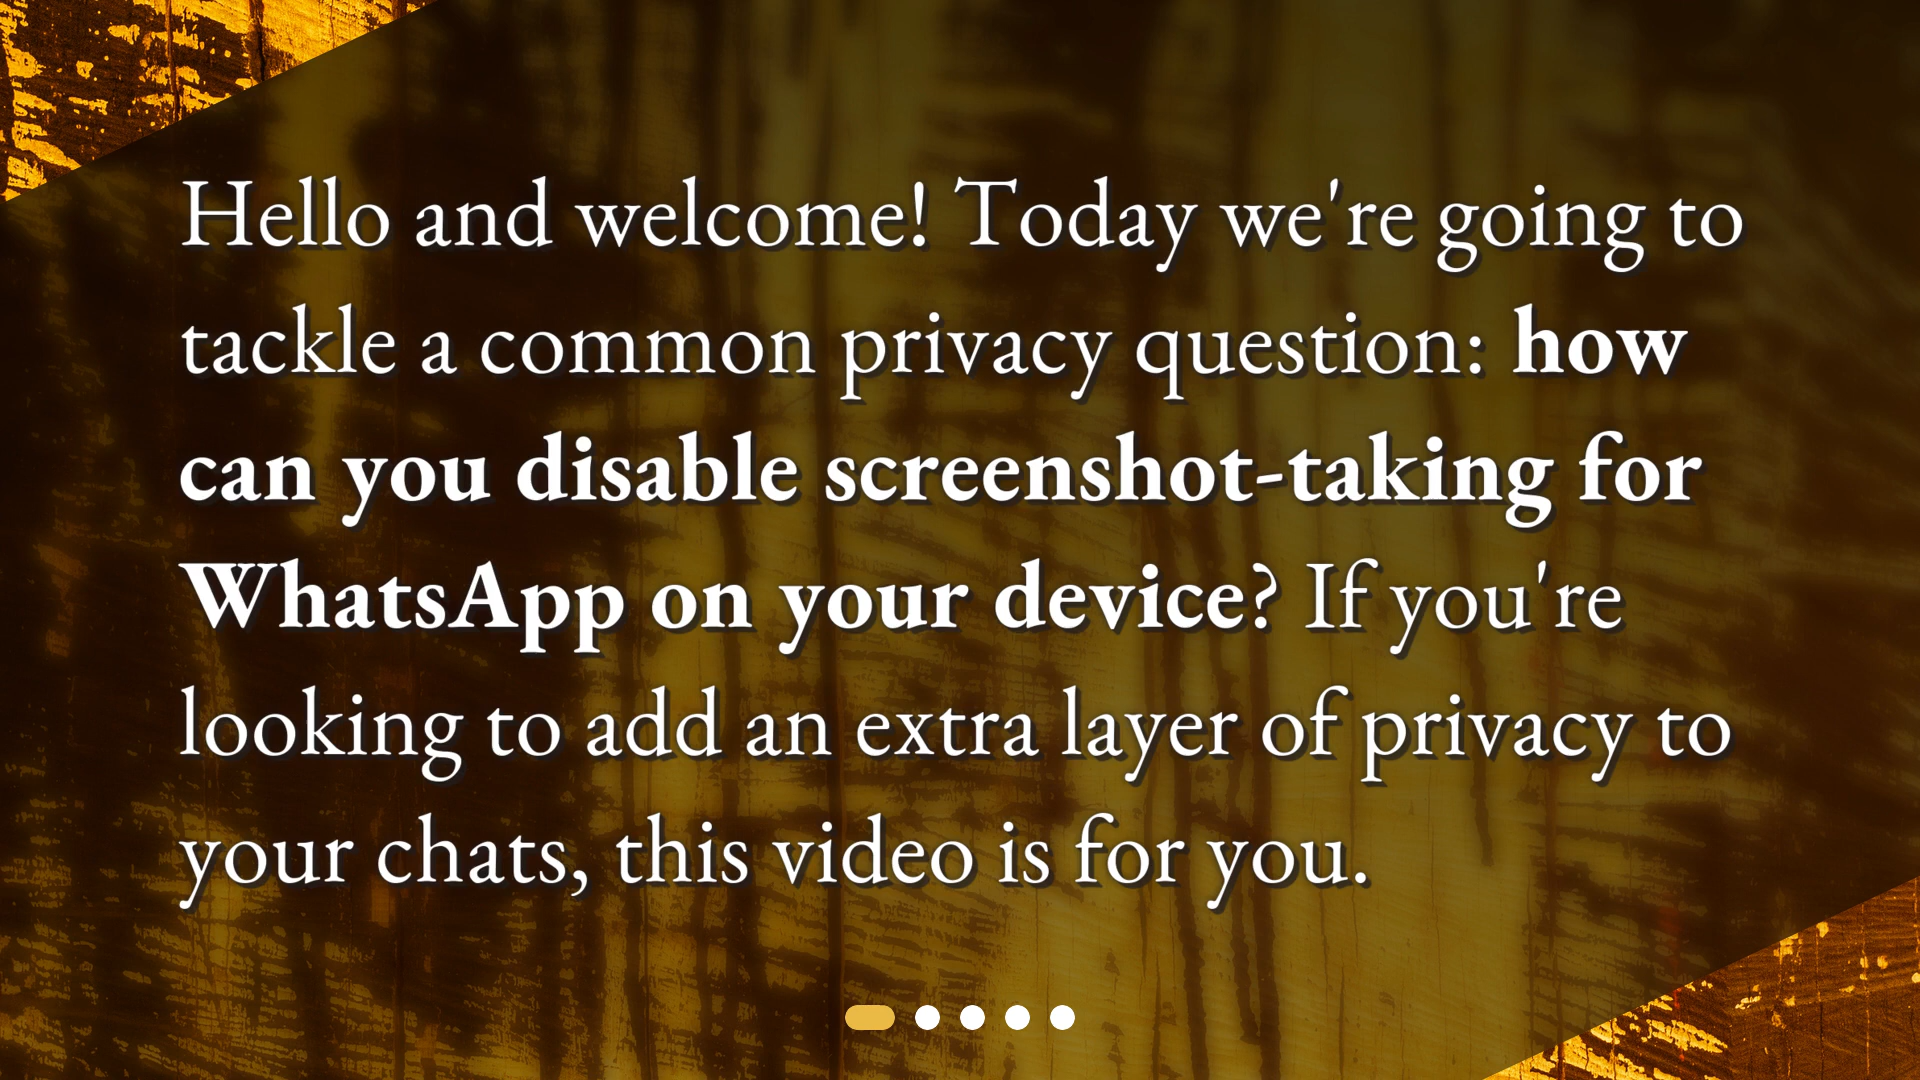 Hello and welcome! Today we're going to
tackle a common privacy question: how
can you disable screenshot-taking for
WhatsApp on your device? If you're
looking to add an extra layer of privacy to
your chats, this video is for you.